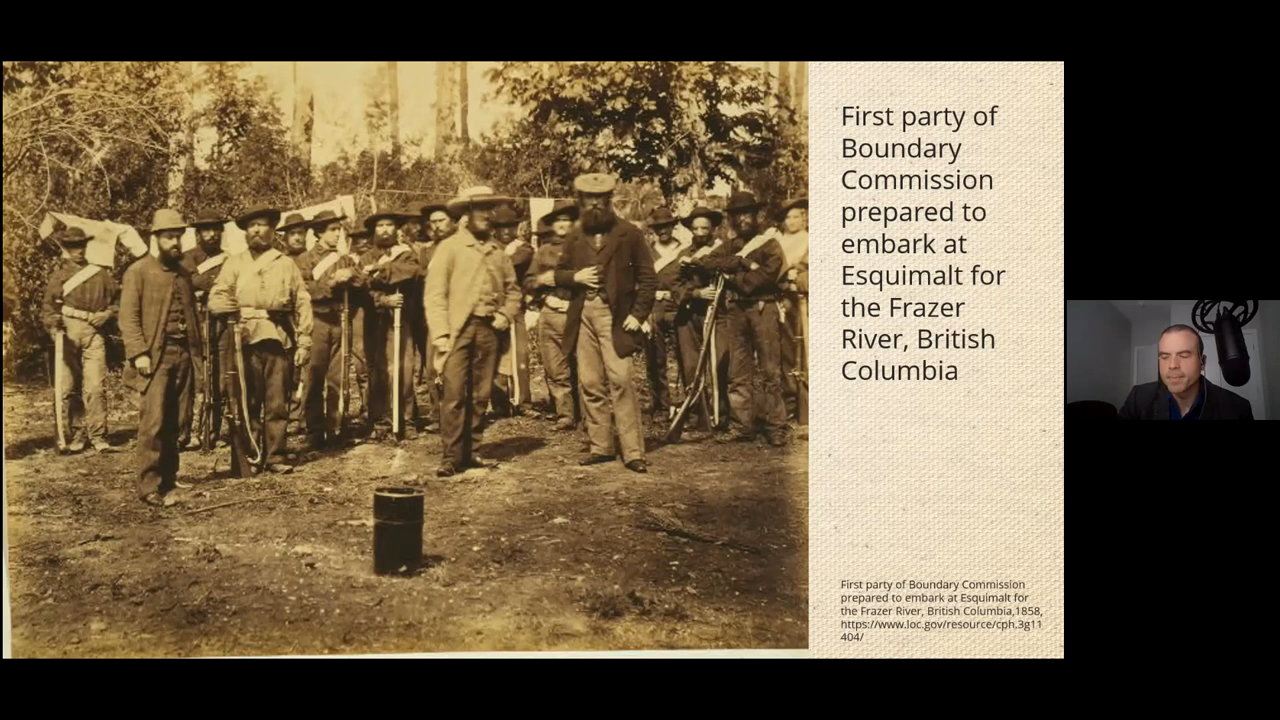 First party of
Boundary
Commission
prepared to
embark at
Esquimalt for
the Frazer
River, British
Columbia
First party of Boundary Commission
prepared to embark at Esquimalt for
the Frazer River, British Columbia,1858,
https://www.loc.gov/resource/cph.3g11
404/